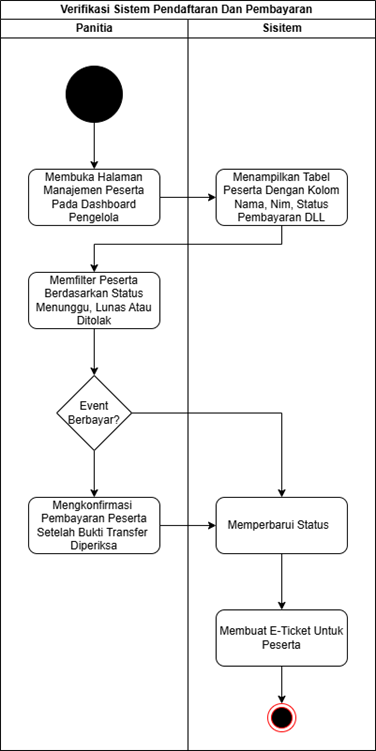 Verifikasi Sistem Pendaftaran Dan Pembayaran
Panitia
Sisitem
Membuka Halaman
Manajemen Peserta
Pada Dashboard
Pengelola
Menampilkan Tabel
Peserta Dengan Kolom
Nama, Nim, Status
Pembayaran DLL
Memfilter Peserta
Berdasarkan Status
Menunggu, Lunas Atau
Ditolak
Event
Berbayar?
Mengkonfirmasi
Pembayaran Peserta
Setelah Bukti Transfer
Diperiksa
Memperbarui Status
Membuat E-Ticket Untuk
Peserta